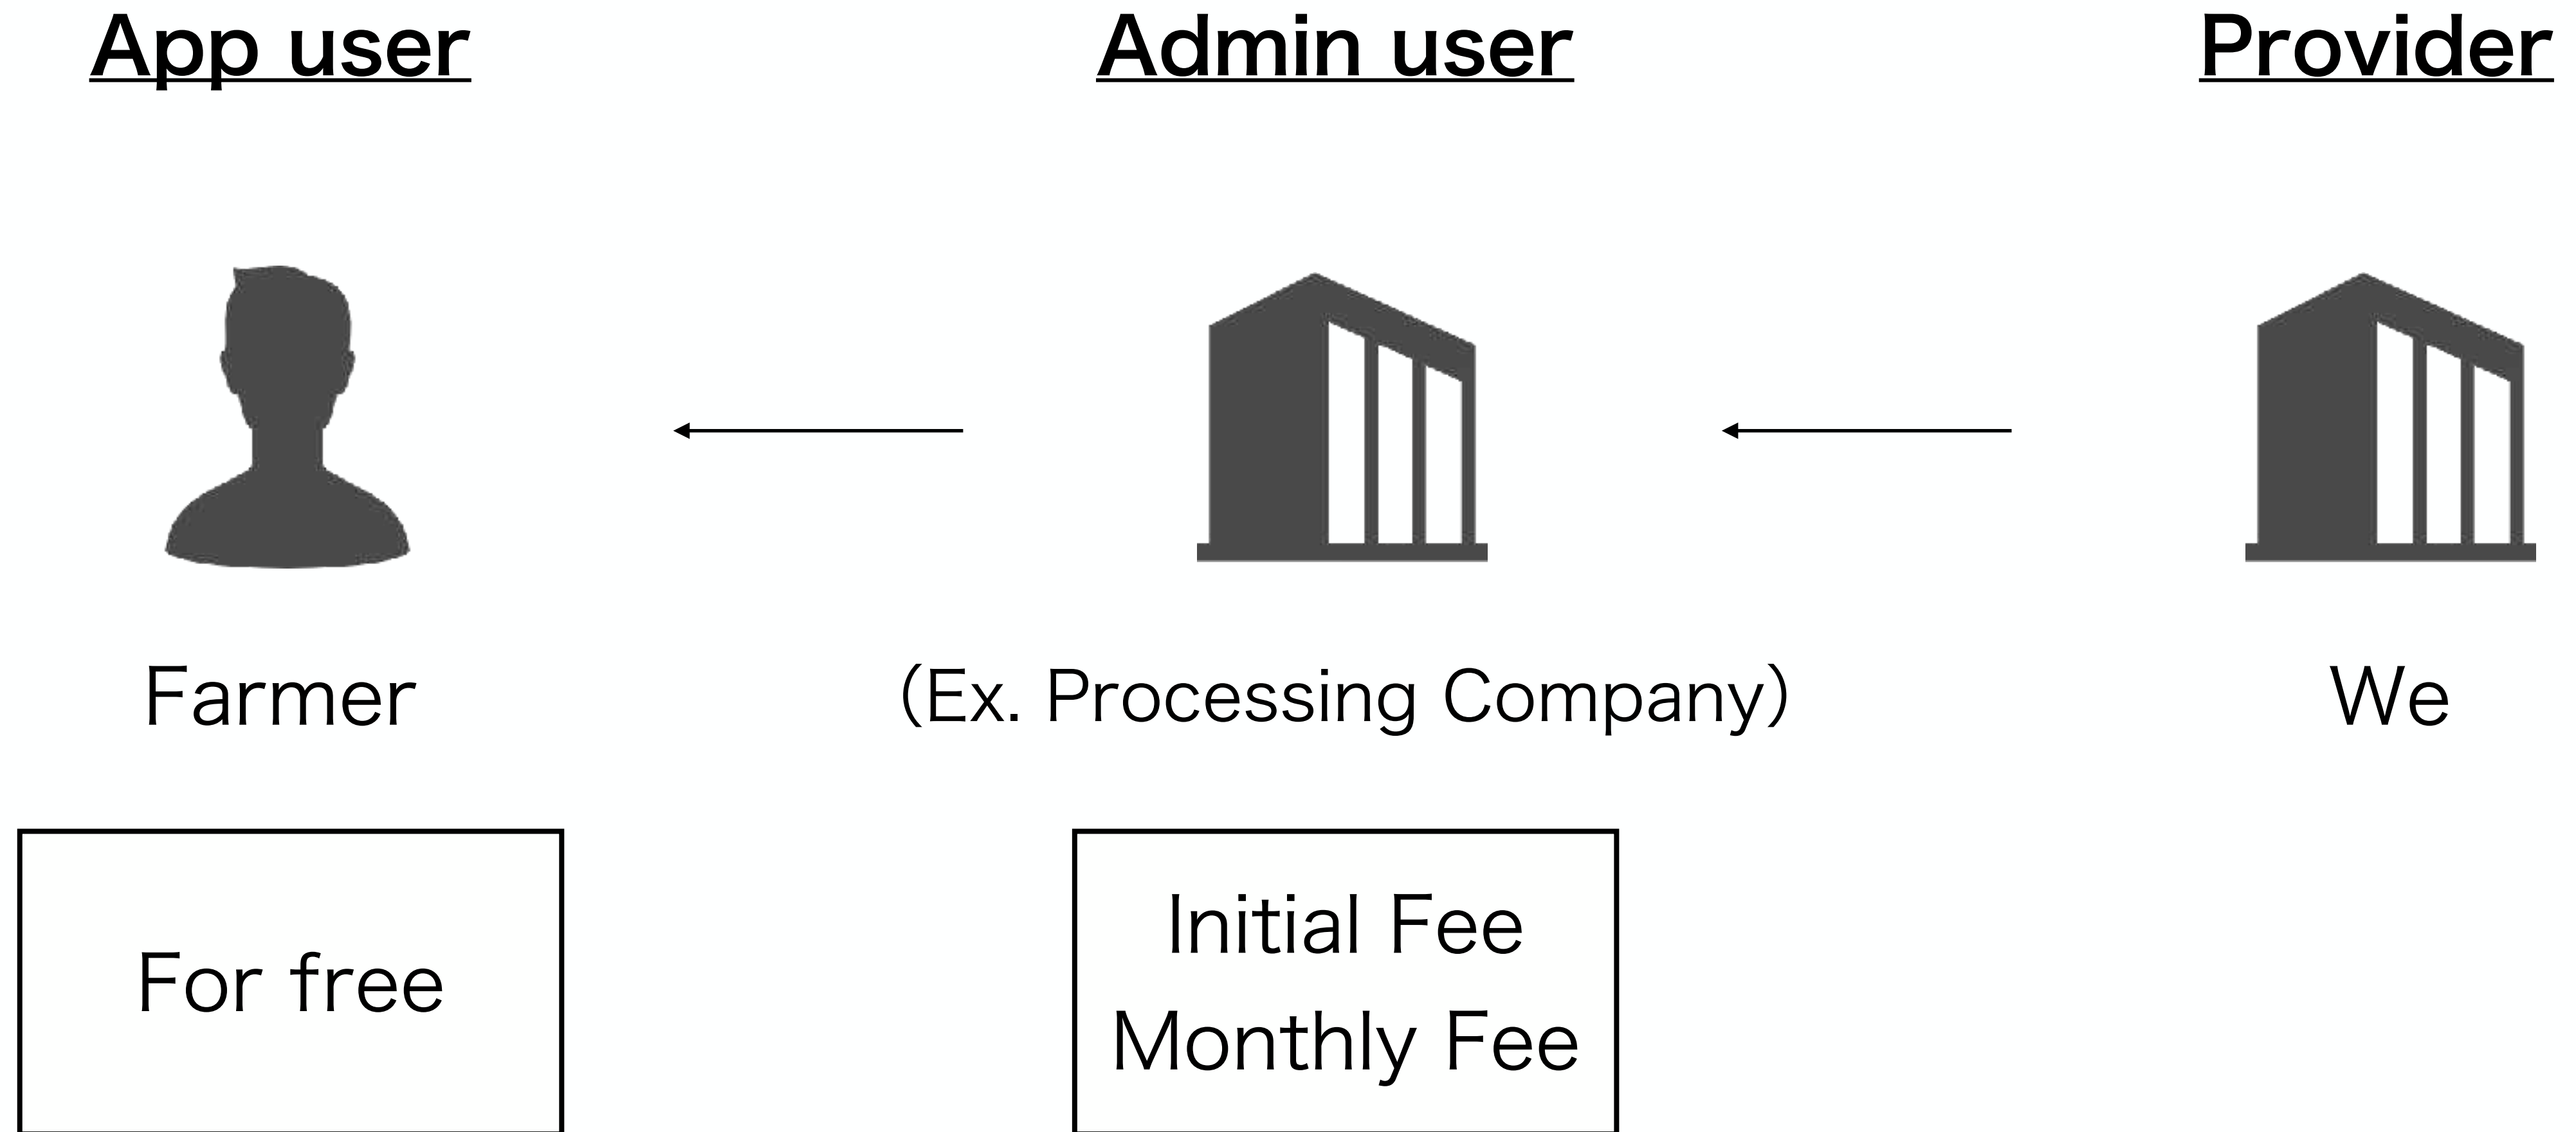 App user
Admin user
Provider
Farmer
（Ex. Processing Company）
We
For free
Initial Fee
Monthly Fee